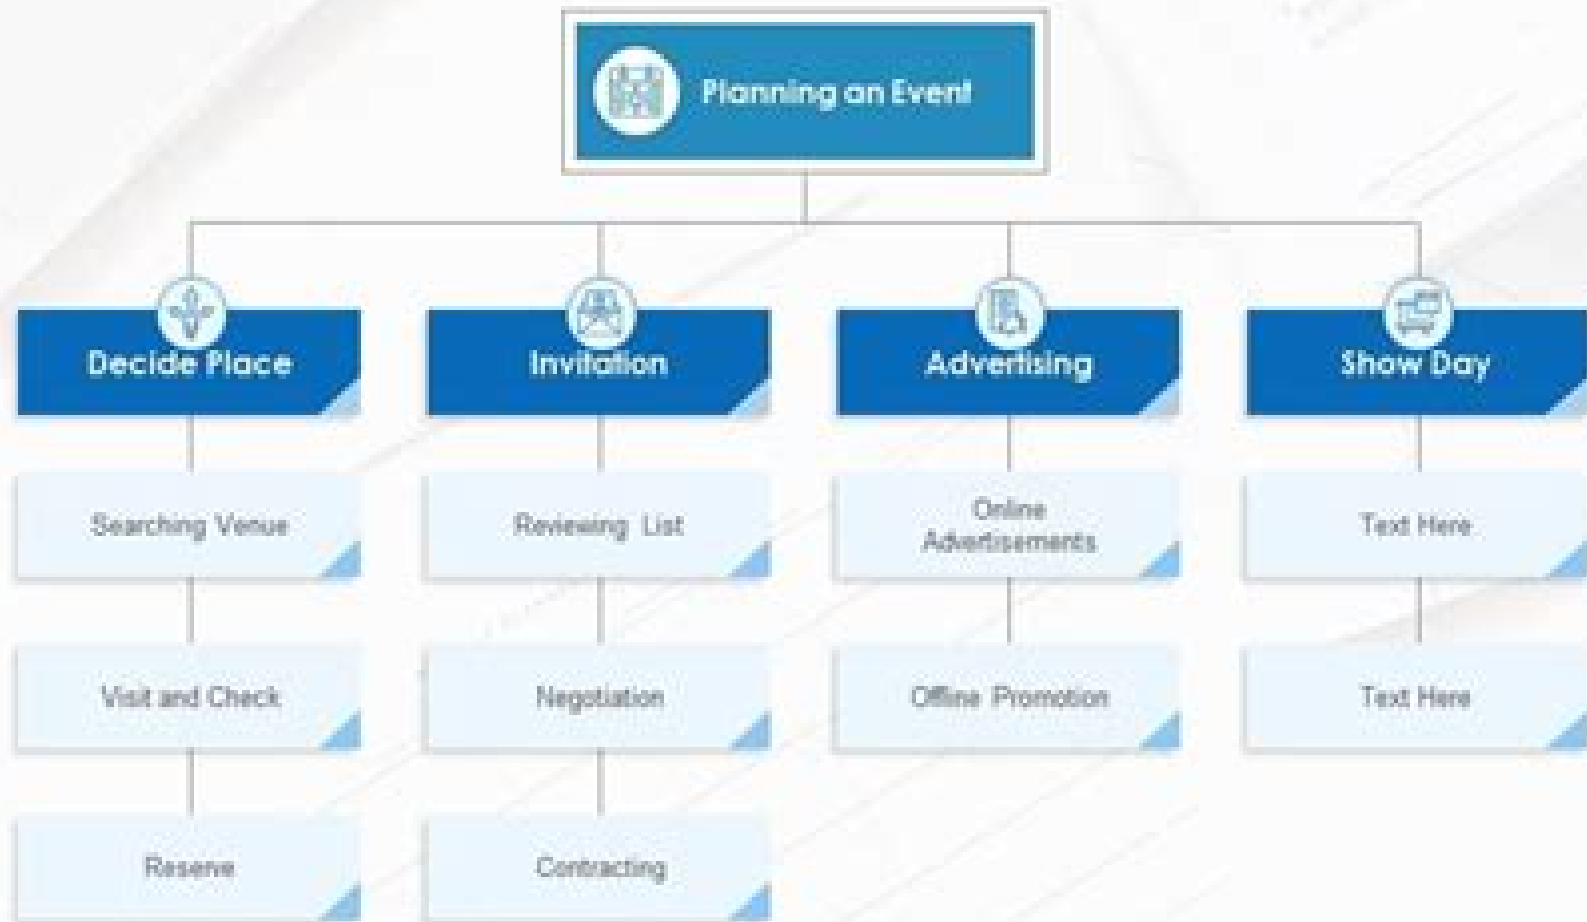 Planning an Event
Decide Place
Invitation
Advertising
Show Day
Searching Venue
Reviewing List
Online
Advertisements
Text Here
Visit and Check
Negotiation
Offline Promotion
Text Here
Reserve
Contracting